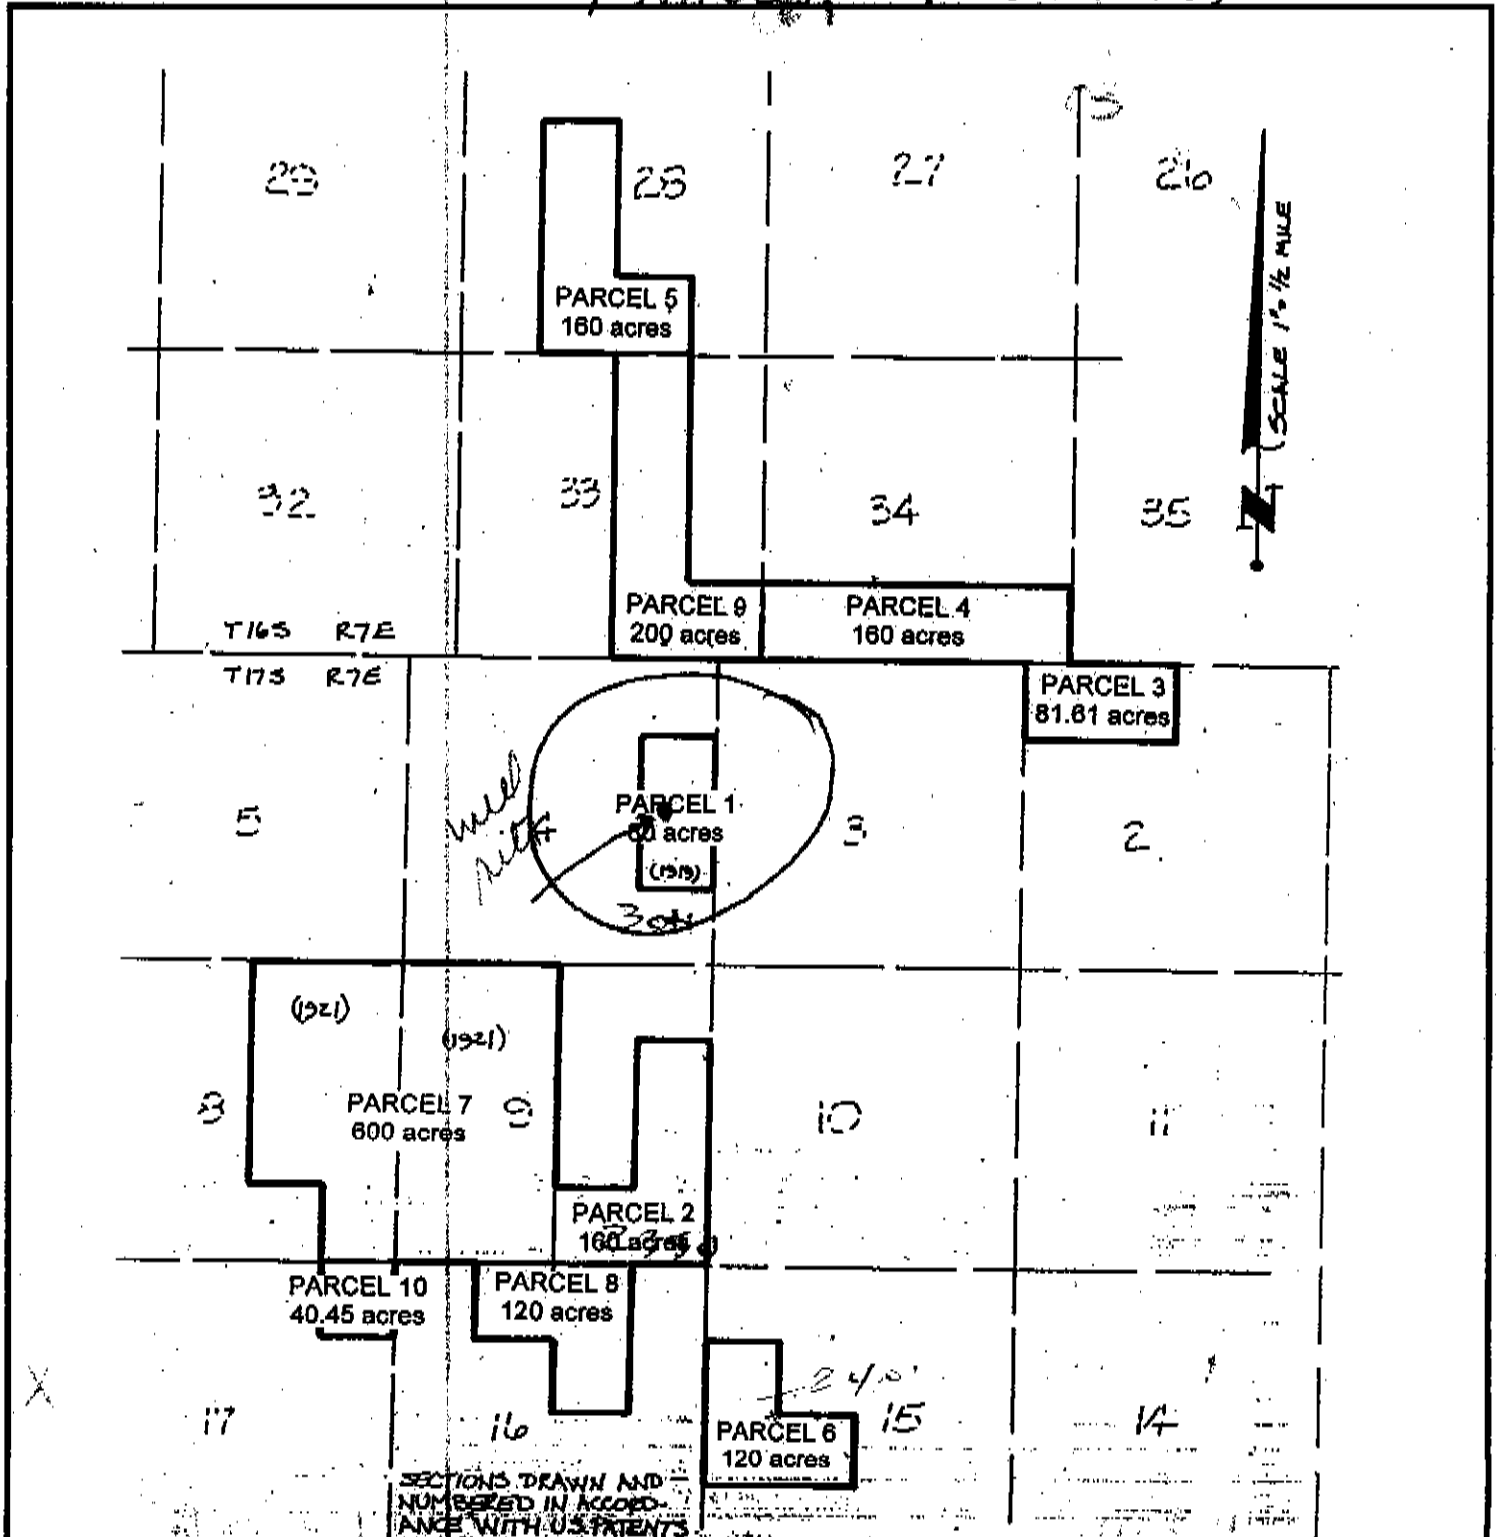 29
28
27
26
(SCALE 1"=1/2 MILE
PARCEL 5
160 acres
32
33
34
35
N
PARCEL 9
200 acres
PARCEL 4
160 acres
T16S R7E
T17S R7E
PARCEL 3
81.61 acres
5
4
PARCEL 1
acres
(1919)
3
2
(1921)
(1921)
8
PARCEL 7
600 acres
9
10
11
PARCEL 2
160 acres
PARCEL 10
40.45 acres
PARCEL 8
120 acres
X
17
16
PARCEL 6
120 acres
15
14
SECTIONS DRAWN AND
NUMBERED IN ACCORD-
ANCE WITH U.S. PATENTS